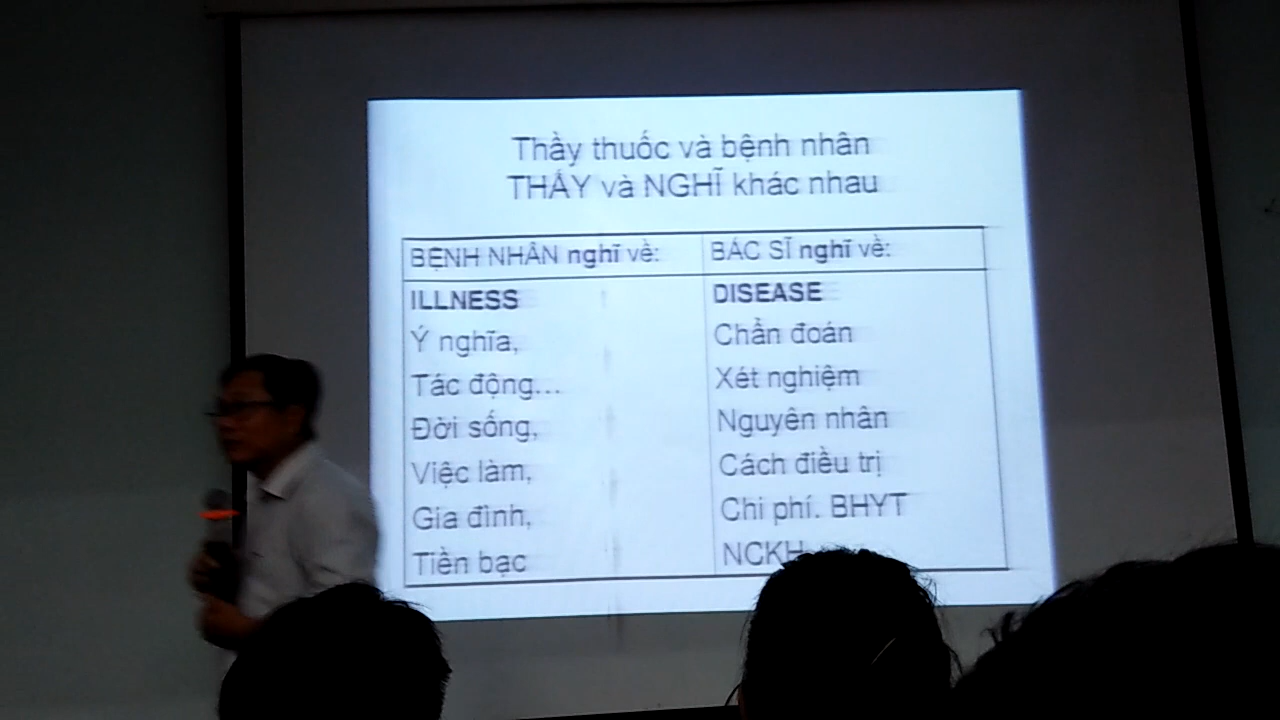 Thầy thuốc và bệnh nhân
THẤY và NGHĨ khác nhau
BỆNH NHÂN nghĩ về:
BÁC SĨ nghĩ về:
ILLNESS
DISEASE
Ý nghĩa,
Chẩn đoán
Tác động...
Xét nghiệm
Đời sống,
Nguyên nhân
Việc làm,
Cách điều trị
Gia đình,
Chi phí. BHYT
Tiền bạc
NCKH